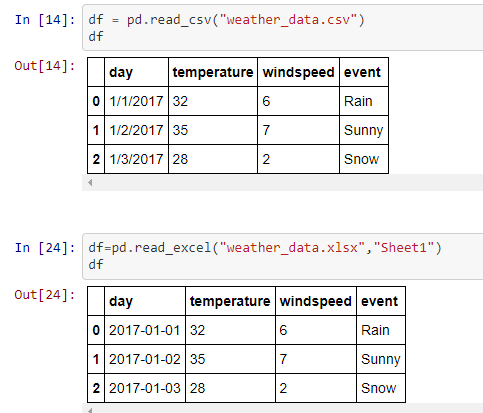 In [14]: df = pd.read_csv("weather_data.csv")
df
Out[14]:
day temperature windspeed event
0 1/1/2017 32 6 Rain
1 1/2/2017 35 7 Sunny
2 1/3/2017 28 2 Snow
In [24]: df=pd.read_excel("weather_data.xlsx","Sheet1")
df
Out[24]:
day temperature windspeed event
0 2017-01-01 32 6 Rain
1 2017-01-02 35 7 Sunny
2 2017-01-03 28 2 Snow